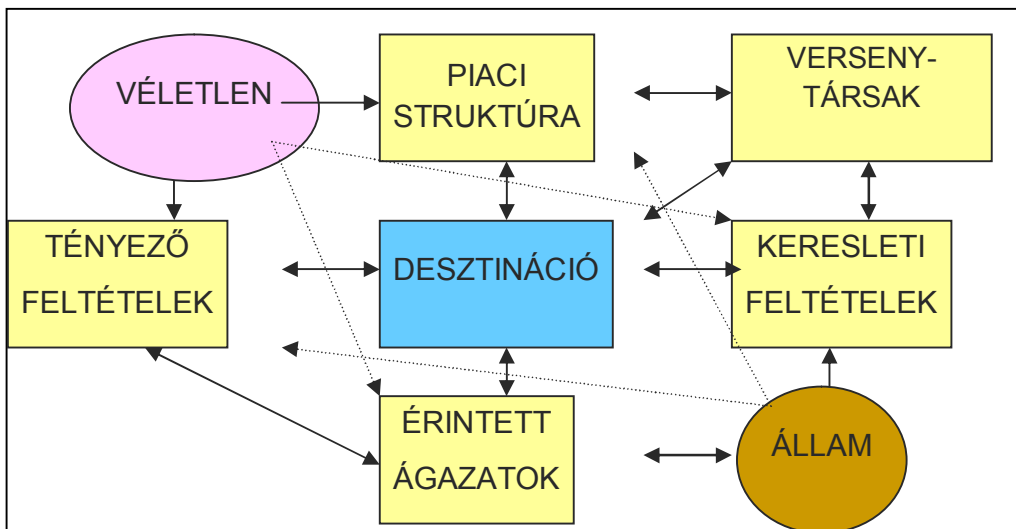 VÉLETLEN
PIACI
STRUKTÚRA
VERSENY-
TÁRSAK
TÉNYEZŐ
FELTÉTELEK
DESZTINÁCIÓ
KERESLETI
FELTÉTELEK
ÉRINTETT
ÁGAZATOK
ÁLLAM